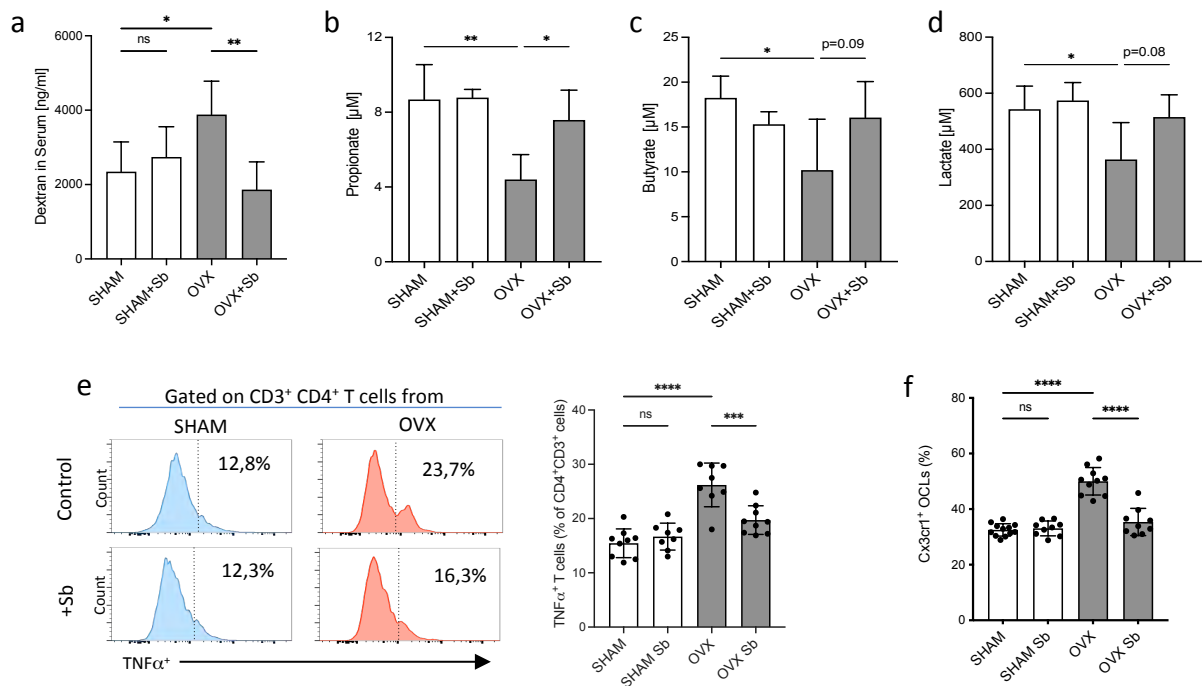 a
Dextran in Serum [ng/ml]
6000
4000
2000
0
*
ns
**
SHAM
SHAM+Sb
OVX
OVX+Sb
b
Propionate [µM]
12
8
4
0
**
*
SHAM
SHAM+Sb
OVX
OVX+Sb
c
Butyrate [µM]
25
20
15
10
5
0
*
p=0.09
SHAM
SHAM+Sb
OVX
OVX+Sb
d
Lactate [µM]
800
600
400
200
0
*
p=0.08
SHAM
SHAM+Sb
OVX
OVX+Sb
e
Gated on CD3⁺ CD4⁺ T cells from
SHAM
OVX
Control
Count
12,8%
23,7%
+Sb
Count
12,3%
16,3%
TNFα⁺
TNFα⁺ T cells (% of CD4⁺CD3⁺ cells)
40
30
20
10
0
****
ns
***
SHAM
SHAM Sb
OVX
OVX Sb
f
Cx3cr1⁺ OCLs (%)
80
60
40
20
0
****
ns
****
SHAM
SHAM Sb
OVX
OVX Sb